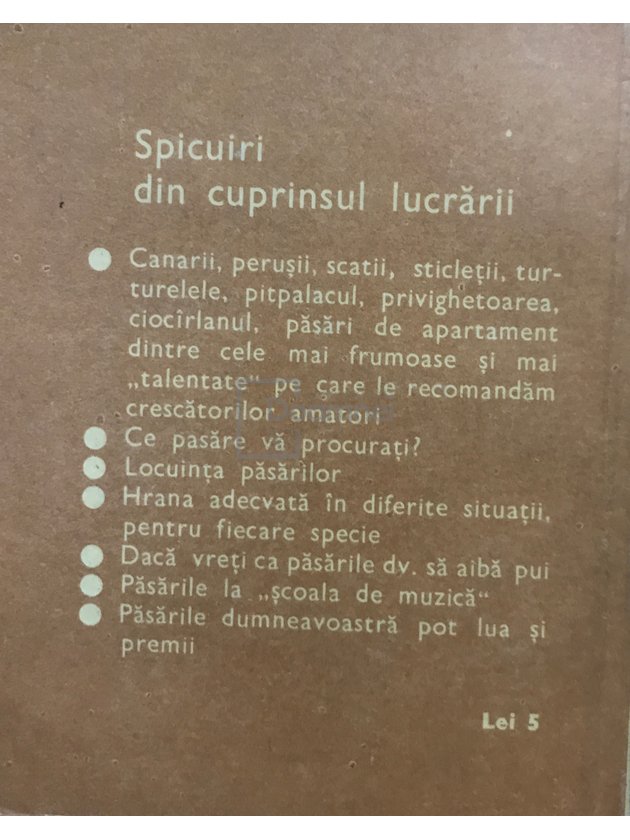 Spicuiri
din cuprinsul lucrării
Canarii, perușii, scatii, sticleții, tur-
turelele, pitpalacul, privighetoarea,
ciocîrlanul, păsări de apartament
dintre cele mai frumoase și mai
„talentate“ pe care le recomandăm
crescătorilor amatori
Ce pasăre vă procurați?
Locuința păsărilor
Hrana adecvată în diferite situații,
pentru fiecare specie
Dacă vreți ca păsările dv. să aibă pui
Păsările la „școala de muzică“
Păsările dumneavoastră pot lua și
premii
Lei 5